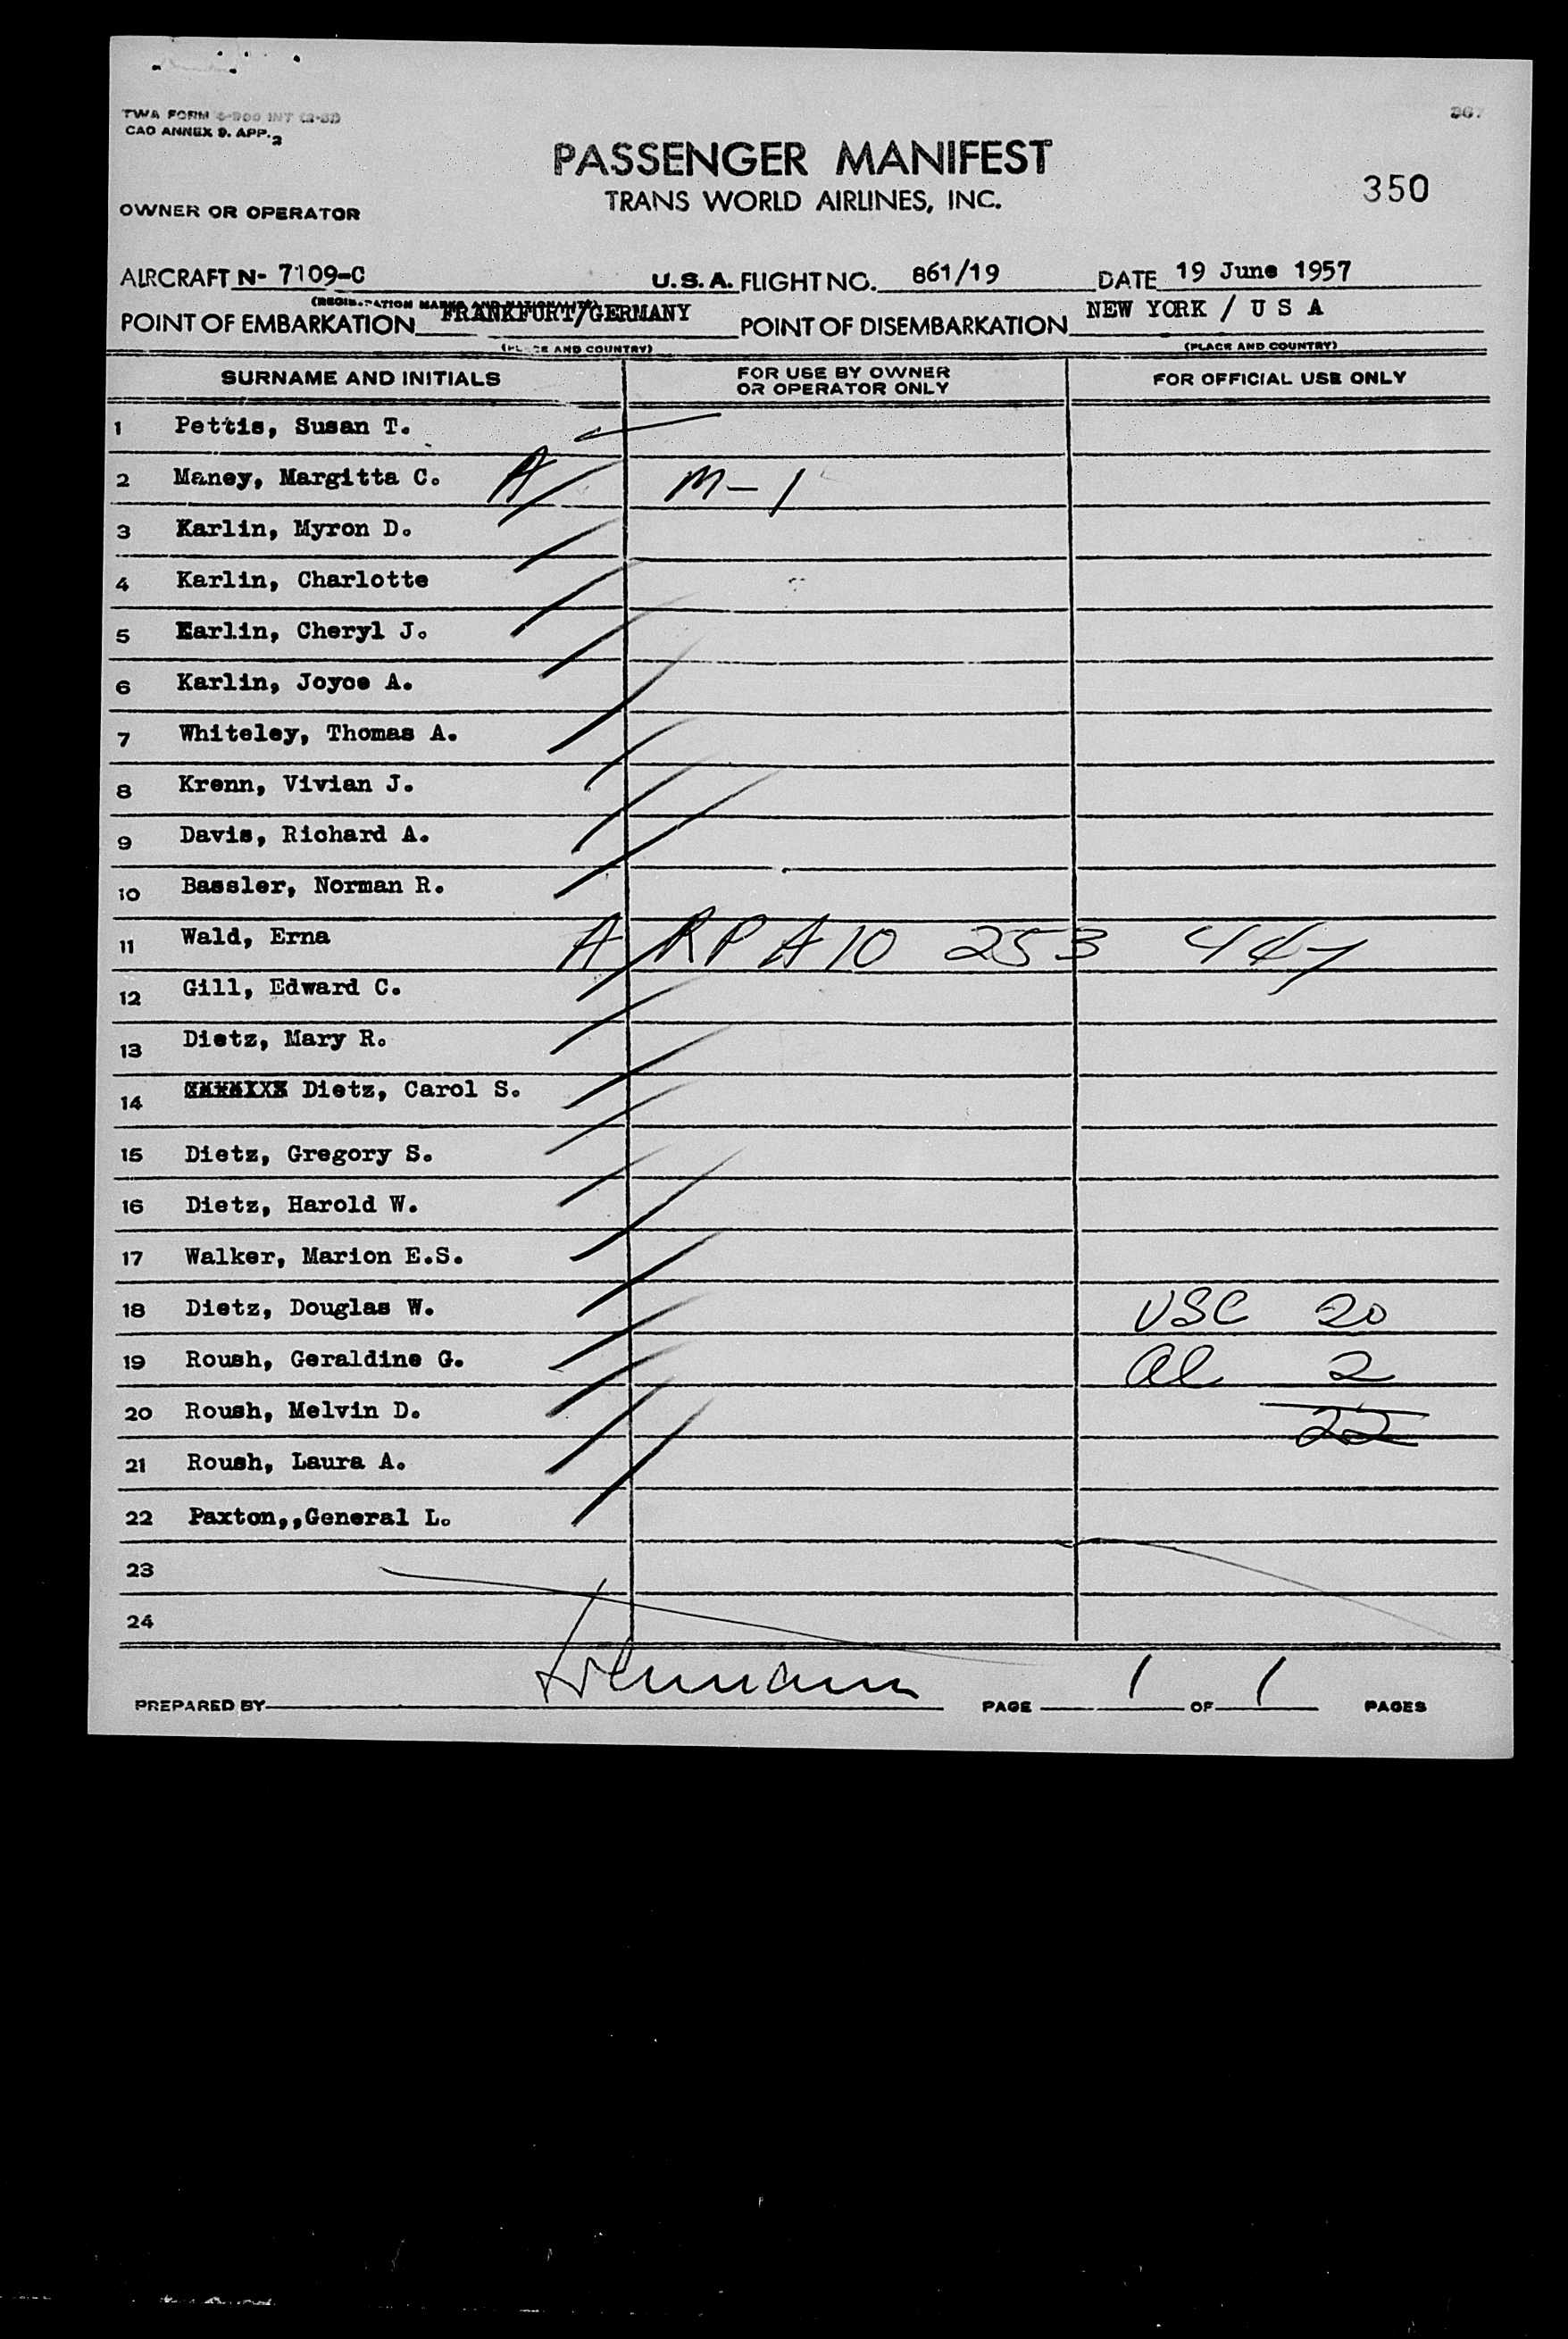 TWA FORM
CAO ANNEX 9. APP. 2
PASSENGER MANIFEST
TRANS WORLD AIRLINES, INC.
350
OWNER OR OPERATOR
AIRCRAFT N- 7109-C U.S.A. FLIGHT NO. 861/19 DATE 19 June 1957
(REGISTRATION MARKS AND NATIONALITY)
POINT OF EMBARKATION FRANKFURT/GERMANY POINT OF DISEMBARKATION NEW YORK / U S A
(PLACE AND COUNTRY) (PLACE AND COUNTRY)
SURNAME AND INITIALS FOR USE BY OWNER OR OPERATOR ONLY FOR OFFICIAL USE ONLY
1 Pettis, Susan T.
2 Maney, Margitta C. A M-1
3 Karlin, Myron D.
4 Karlin, Charlotte
5 Karlin, Cheryl J.
6 Karlin, Joyce A.
7 Whiteley, Thomas A.
8 Krenn, Vivian J.
9 Davis, Richard A.
10 Bassler, Norman R.
11 Wald, Erna A RP A10 253 447
12 Gill, Edward C.
13 Dietz, Mary R.
14 Dietz, Carol S.
15 Dietz, Gregory S.
16 Dietz, Harold W.
17 Walker, Marion E.S.
18 Dietz, Douglas W. USC 20
19 Roush, Geraldine G. al 2
20 Roush, Melvin D. 22
21 Roush, Laura A.
22 Paxton,,General L.
23
24
PREPARED BY PAGE 1 OF 1 PAGES